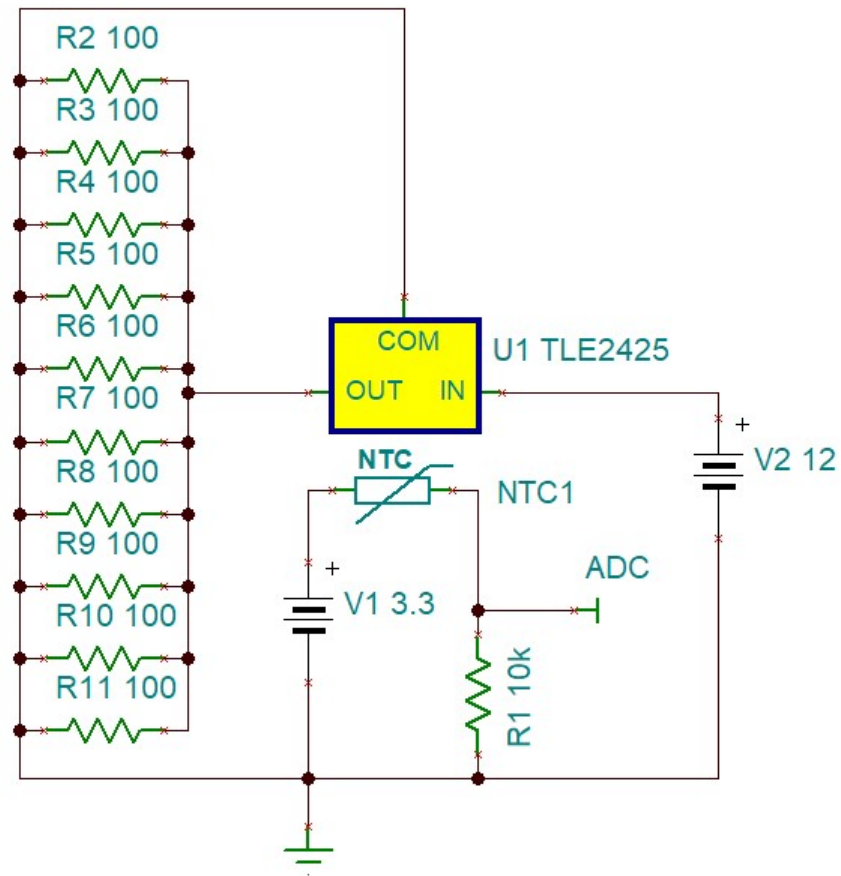 R2 100
R3 100
R4 100
R5 100
R6 100
COM
U1 TLE2425
R7 100
OUT IN
NTC
V2 12
R8 100
NTC1
R9 100
ADC
R10 100
V1 3.3
R11 100
R1 10k